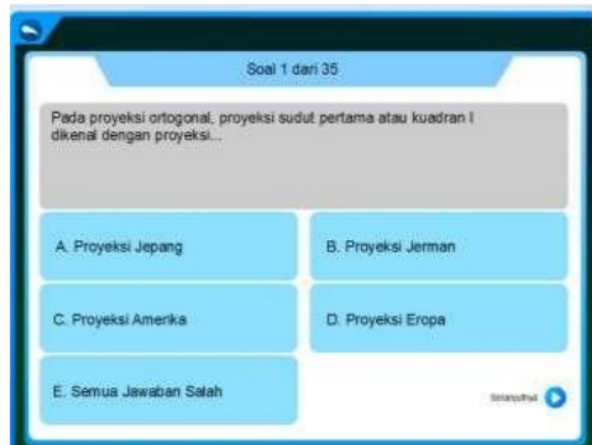 Soal 1 dari 35
Pada proyeksi ortogonal, proyeksi sudut pertama atau kuadran I
dikenal dengan proyeksi...
A. Proyeksi Jepang
B. Proyeksi Jerman
C. Proyeksi Amerika
D. Proyeksi Eropa
E. Semua Jawaban Salah
Selanjutnya